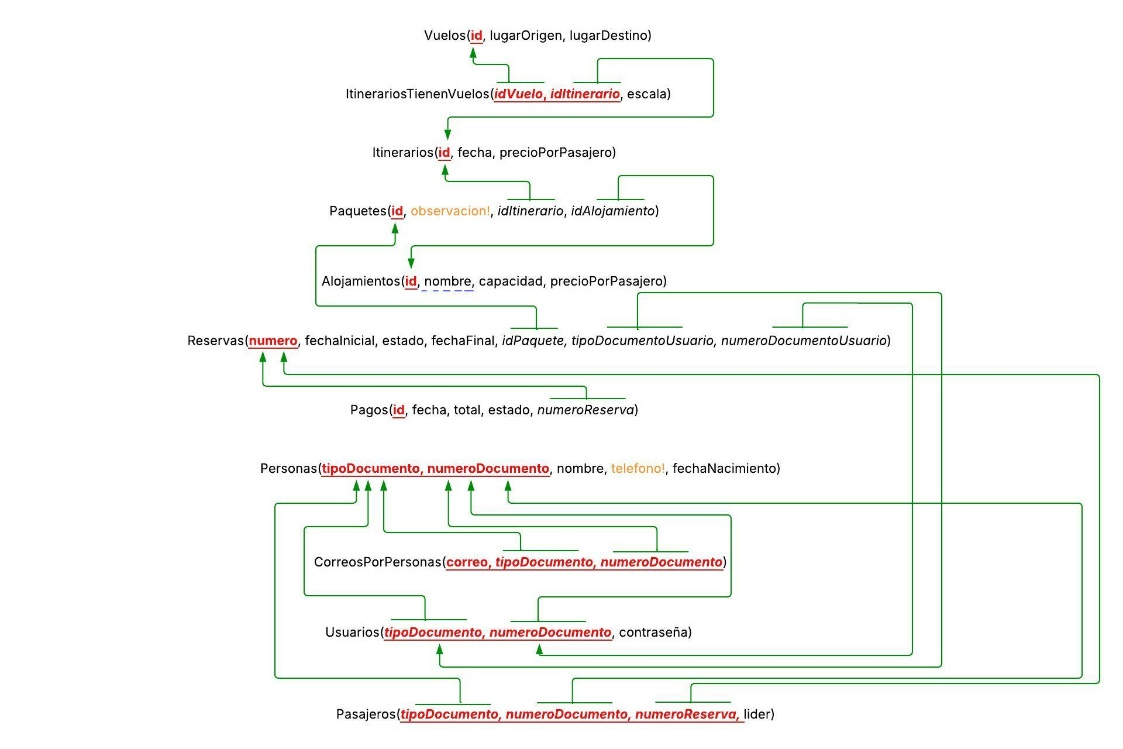 Vuelos(id, lugarOrigen, lugarDestino)
ItinerariosTienenVuelos(idVuelo, idItinerario, escala)
Itinerarios(id, fecha, precioPorPasajero)
Paquetes(id, observacion!, idItinerario, idAlojamiento)
Alojamientos(id, nombre, capacidad, precioPorPasajero)
Reservas(numero, fechaInicial, estado, fechaFinal, idPaquete, tipoDocumentoUsuario, numeroDocumentoUsuario)
Pagos(id, fecha, total, estado, numeroReserva)
Personas(tipoDocumento, numeroDocumento, nombre, telefono!, fechaNacimiento)
CorreosPorPersonas(correo, tipoDocumento, numeroDocumento)
Usuarios(tipoDocumento, numeroDocumento, contraseña)
Pasajeros(tipoDocumento, numeroDocumento, numeroReserva, lider)